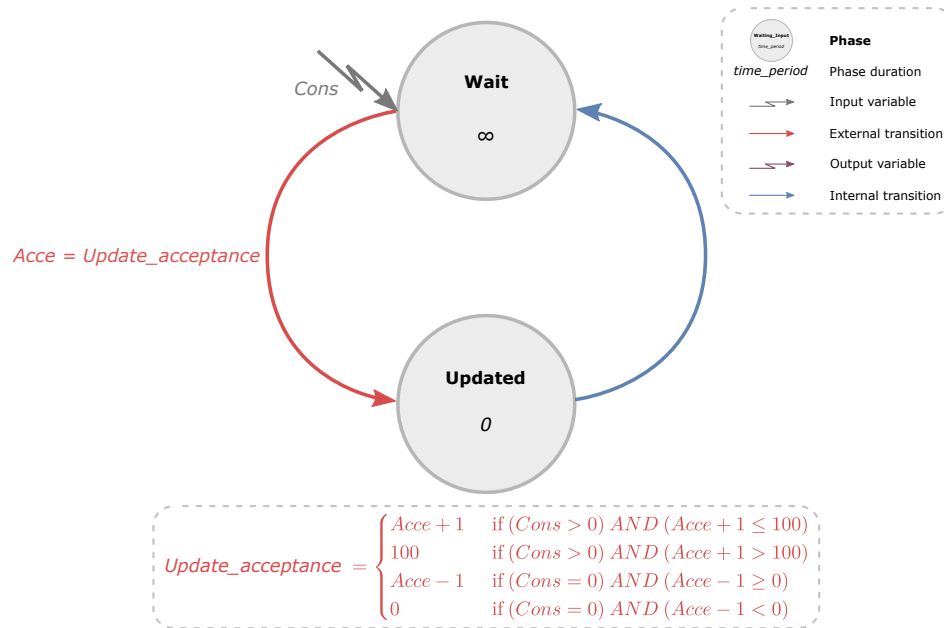 Wait
∞
Cons
Acce = Update_acceptance
Updated
0
Waiting_Input
time_period
Phase
time_period
Phase duration
Input variable
External transition
Output variable
Internal transition
Update_acceptance =
Acce + 1 if (Cons > 0) AND (Acce + 1 ≤ 100)
100 if (Cons > 0) AND (Acce + 1 > 100)
Acce − 1 if (Cons = 0) AND (Acce − 1 ≥ 0)
0 if (Cons = 0) AND (Acce − 1 < 0)